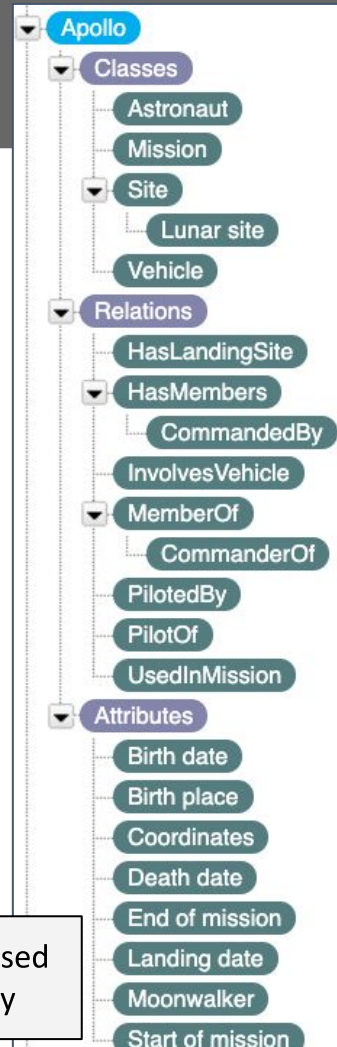 Apollo
Classes
Astronaut
Mission
Site
Lunar site
Vehicle
Relations
HasLandingSite
HasMembers
CommandedBy
InvolvesVehicle
MemberOf
CommanderOf
PilotedBy
PilotOf
UsedInMission
Attributes
Birth date
Birth place
Coordinates
Death date
End of mission
Landing date
Moonwalker
Start of mission